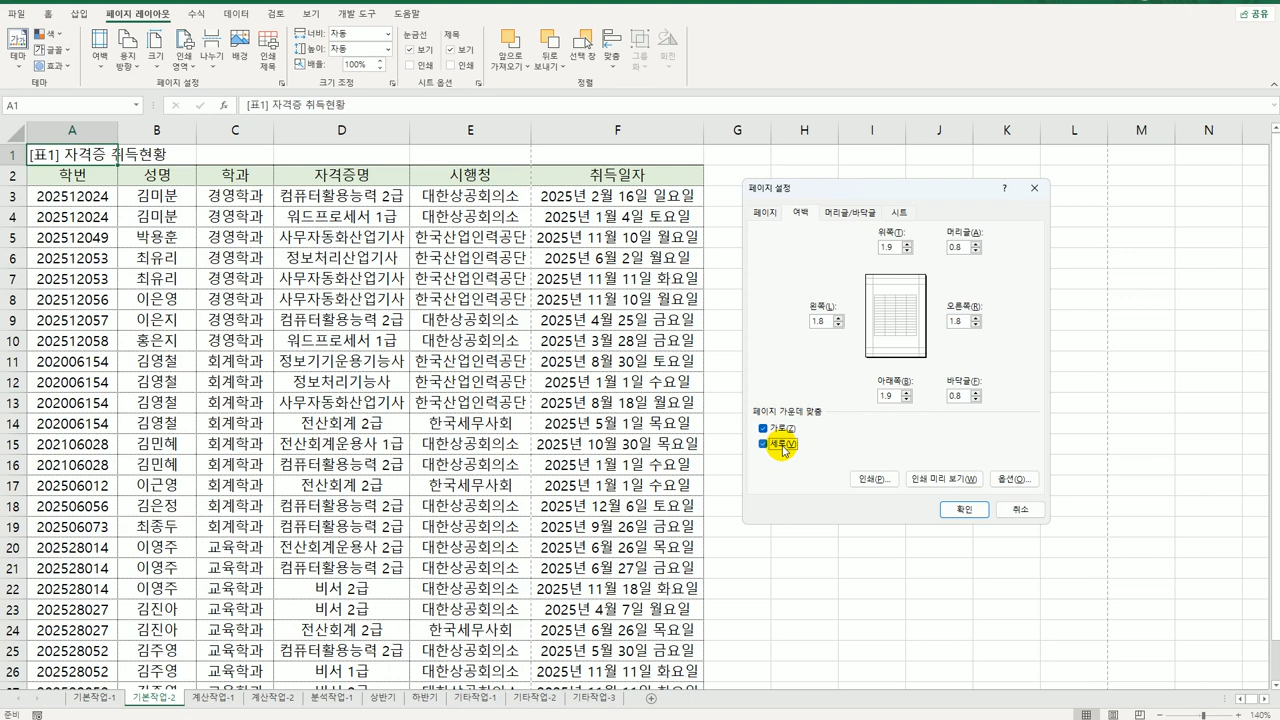 파일 홈 삽입 페이지 레이아웃 수식 데이터 검토 보기 개발 도구 도움말 공유
가가 색 여백 용지 크기 인쇄 나누기 배경 인쇄 너비: 자동 눈금선 제목 앞으로 뒤로 선택 창 맞춤 그룹 회전
테마 글꼴 방향 영역 제목 높이: 자동 보기 보기 가져오기 보내기 화
효과 배율: 100% 인쇄 인쇄
테마 페이지 설정 크기 조정 시트 옵션 정렬
A1 fx [표1] 자격증 취득현황
A B C D E F G H I J K L M N
1 [표1] 자격증 취득현황
2 학번 성명 학과 자격증명 시행청 취득일자
3 202512024 김미분 경영학과 컴퓨터활용능력 2급 대한상공회의소 2025년 2월 16일 일요일
4 202512024 김미분 경영학과 워드프로세서 1급 대한상공회의소 2025년 1월 4일 토요일
5 202512049 박용훈 경영학과 사무자동화산업기사 한국산업인력공단 2025년 11월 10일 월요일
6 202512053 최유리 경영학과 정보처리산업기사 한국산업인력공단 2025년 6월 2일 월요일
7 202512053 최유리 경영학과 사무자동화산업기사 한국산업인력공단 2025년 11월 11일 화요일
8 202512056 이은영 경영학과 사무자동화산업기사 한국산업인력공단 2025년 11월 10일 월요일
9 202512057 이은지 경영학과 컴퓨터활용능력 2급 대한상공회의소 2025년 4월 25일 금요일
10 202512058 홍은지 경영학과 워드프로세서 1급 대한상공회의소 2025년 3월 28일 금요일
11 202006154 김영철 회계학과 정보기기운용기능사 한국산업인력공단 2025년 8월 30일 토요일
12 202006154 김영철 회계학과 정보처리기능사 한국산업인력공단 2025년 1월 1일 수요일
13 202006154 김영철 회계학과 사무자동화산업기사 한국산업인력공단 2025년 8월 18일 월요일
14 202006154 김영철 회계학과 전산회계 2급 한국세무사회 2025년 5월 1일 목요일
15 202106028 김민혜 회계학과 전산회계운용사 1급 대한상공회의소 2025년 10월 30일 목요일
16 202106028 김민혜 회계학과 컴퓨터활용능력 2급 대한상공회의소 2025년 1월 1일 수요일
17 202506012 이근영 회계학과 전산회계 2급 한국세무사회 2025년 1월 1일 수요일
18 202506056 김은정 회계학과 컴퓨터활용능력 2급 대한상공회의소 2025년 12월 6일 토요일
19 202506073 최종두 회계학과 컴퓨터활용능력 2급 대한상공회의소 2025년 9월 26일 금요일
20 202528014 이영주 교육학과 전산회계운용사 2급 대한상공회의소 2025년 6월 26일 목요일
21 202528014 이영주 교육학과 컴퓨터활용능력 2급 대한상공회의소 2025년 6월 27일 금요일
22 202528014 이영주 교육학과 비서 2급 대한상공회의소 2025년 11월 18일 화요일
23 202528027 김진아 교육학과 비서 2급 대한상공회의소 2025년 4월 7일 월요일
24 202528027 김진아 교육학과 전산회계 2급 한국세무사회 2025년 6월 26일 목요일
25 202528052 김주영 교육학과 컴퓨터활용능력 2급 대한상공회의소 2025년 5월 30일 금요일
26 202528052 김주영 교육학과 비서 1급 대한상공회의소 2025년 11월 11일 화요일
페이지 설정 ?
페이지 여백 머리글/바닥글 시트
위쪽(T): 머리글(A):
1.9 0.8
왼쪽(L): 오른쪽(R):
1.8 1.8
아래쪽(B): 바닥글(F):
1.9 0.8
페이지 가운데 맞춤
가로(Z)
세로(V)
인쇄(P)... 인쇄 미리 보기(W) 옵션(O)...
확인 취소
기본작업-1 기본작업-2 계산작업-1 계산작업-2 분석작업-1 상반기 하반기 기타작업-1 기타작업-2 기타작업-3
준비 140%